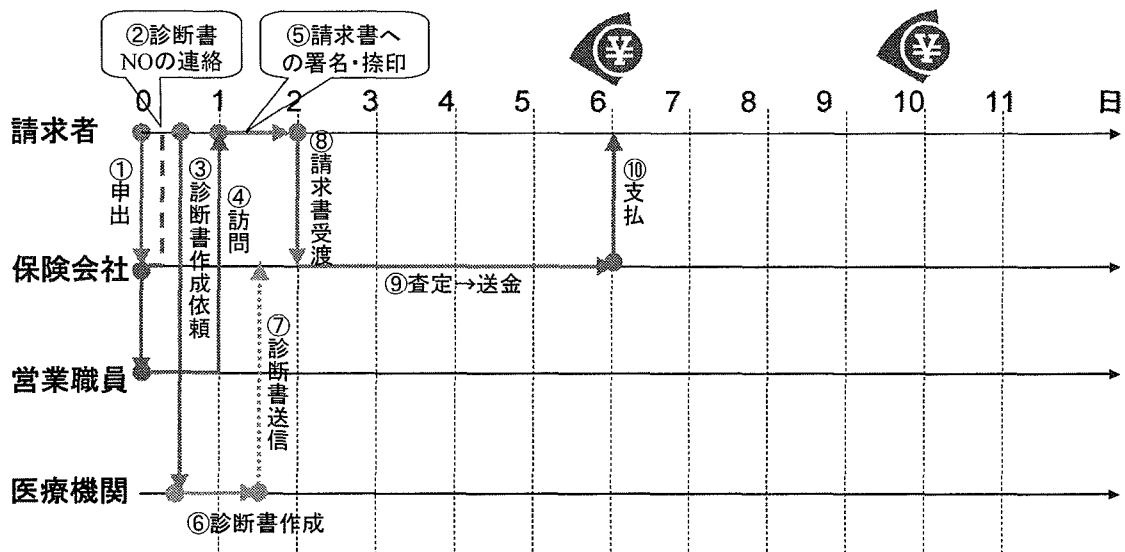 ②診断書
NOの連絡
⑤請求書へ
の署名・捺印
¥
¥
0 1 2 3 4 5 6 7 8 9 10 11 日
請求者
①申出
③診断書作成依頼
④訪問
⑧請求書受渡
⑩支払
保険会社
⑨査定→送金
⑦診断書送信
営業職員
医療機関
⑥診断書作成